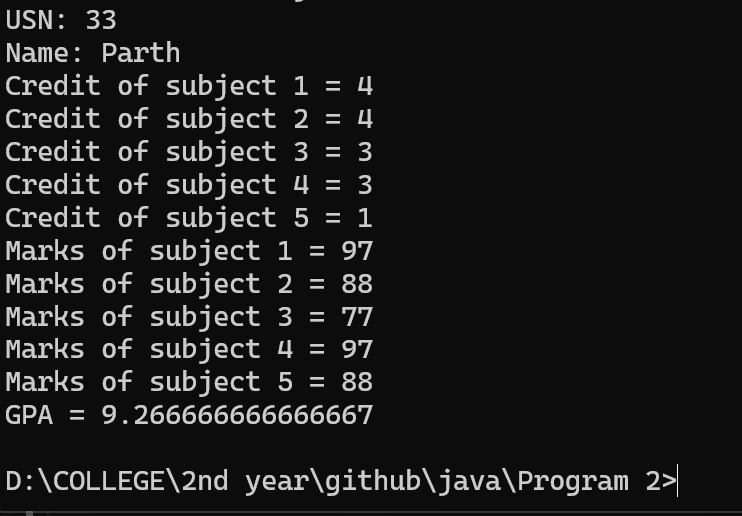 USN: 33
Name: Parth
Credit of subject 1 = 4
Credit of subject 2 = 4
Credit of subject 3 = 3
Credit of subject 4 = 3
Credit of subject 5 = 1
Marks of subject 1 = 97
Marks of subject 2 = 88
Marks of subject 3 = 77
Marks of subject 4 = 97
Marks of subject 5 = 88
GPA = 9.266666666666667
D:\COLLEGE\2nd year\github\java\Program 2>